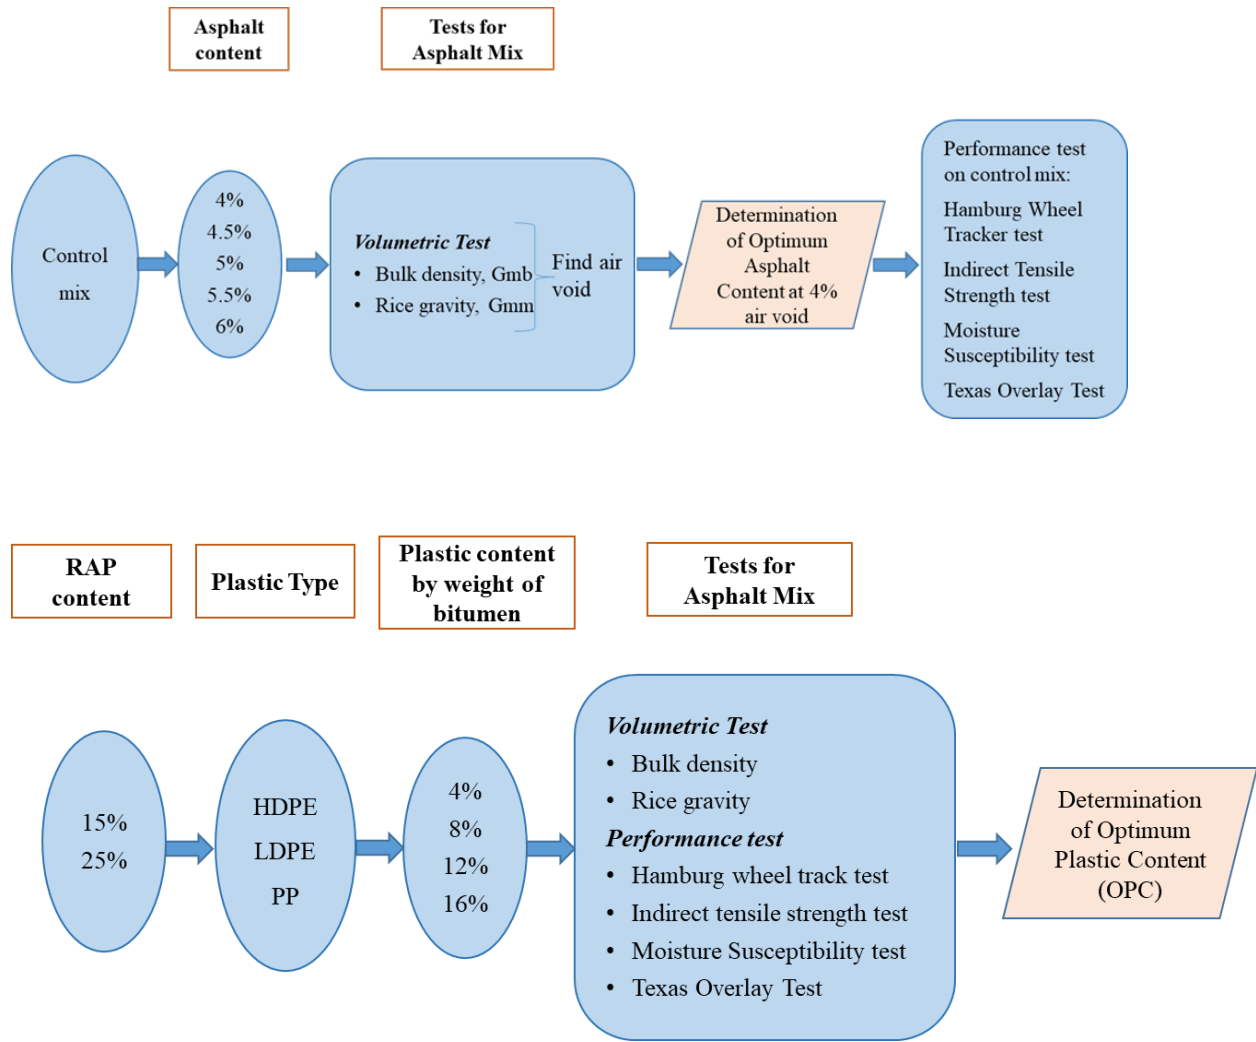 Asphalt
content
Tests for
Asphalt Mix
Control
mix
4%
4.5%
5%
5.5%
6%
Volumetric Test
• Bulk density, Gmb
• Rice gravity, Gmm
Find air
void
Determination
of Optimum
Asphalt
Content at 4%
air void
Performance test
on control mix:
Hamburg Wheel
Tracker test
Indirect Tensile
Strength test
Moisture
Susceptibility test
Texas Overlay Test
RAP
content
Plastic Type
Plastic content
by weight of
bitumen
Tests for
Asphalt Mix
15%
25%
HDPE
LDPE
PP
4%
8%
12%
16%
Volumetric Test
• Bulk density
• Rice gravity
Performance test
• Hamburg wheel track test
• Indirect tensile strength test
• Moisture Susceptibility test
• Texas Overlay Test
Determination
of Optimum
Plastic Content
(OPC)